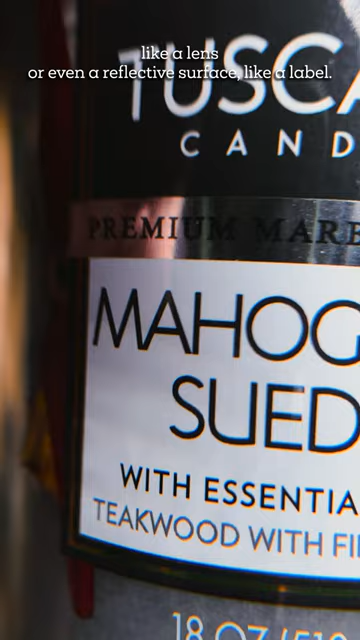 like a lens
or even a reflective surface, like a label.
TUSCA
CAND
PREMIUM MARB
MAHOG
SUED
WITH ESSENTIA
TEAKWOOD WITH FI
18 OZ/510